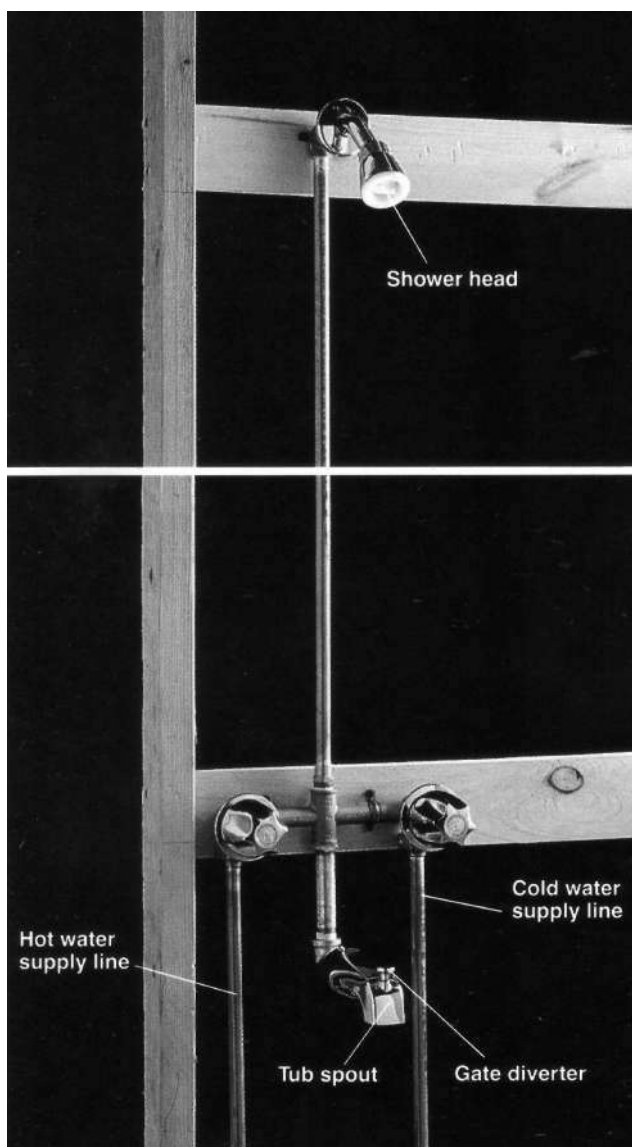 Shower head
Cold water
supply line
Hot water
supply line
Tub spout
Gate diverter